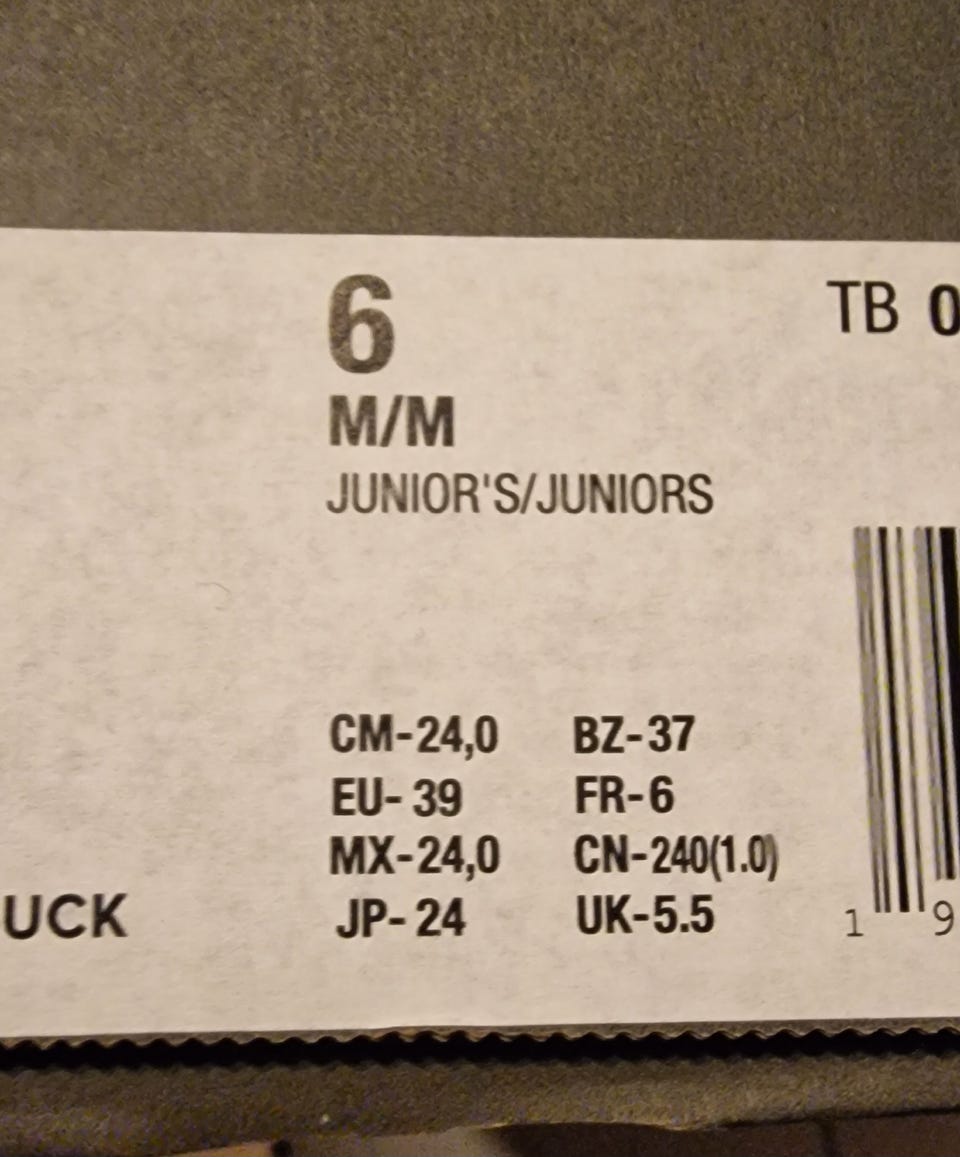 6
M/M
JUNIOR'S/JUNIORS
TB 0
CM-24,0 BZ-37
EU-39 FR-6
MX-24,0 CN-240(1.0)
JP-24 UK-5.5
UCK
1 9